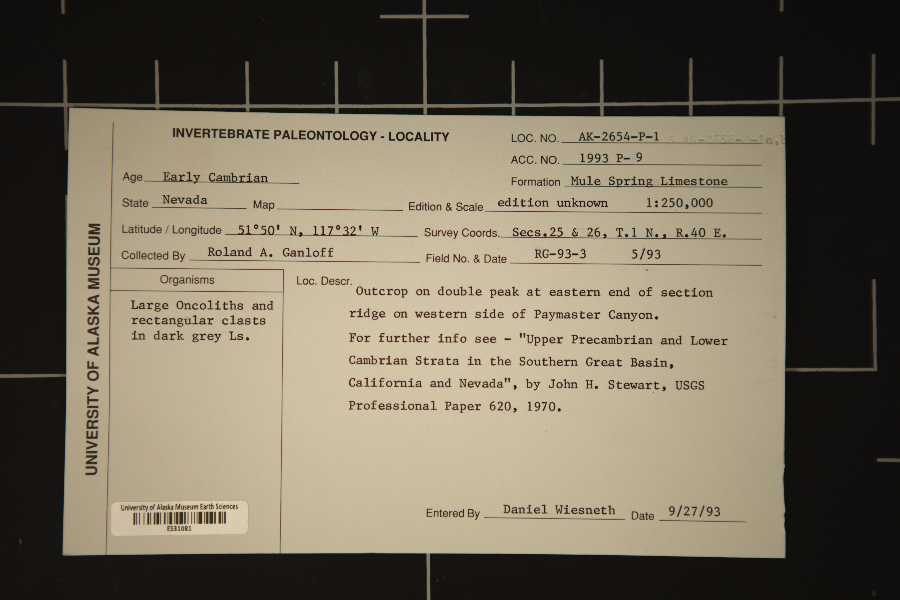 INVERTEBRATE PALEONTOLOGY - LOCALITY
LOC. NO. AK-2654-P-1
ACC. NO. 1993 P- 9
Age Early Cambrian
Formation Mule Spring Limestone
State Nevada Map Edition & Scale edition unknown 1:250,000
Latitude / Longitude 51°50' N, 117°32' W Survey Coords. Secs.25 & 26, T.1 N., R.40 E.
Collected By Roland A. Ganloff Field No. & Date RG-93-3 5/93
Organisms
Large Oncoliths and
rectangular clasts
in dark grey Ls.
Loc. Descr.
Outcrop on double peak at eastern end of section
ridge on western side of Paymaster Canyon.
For further info see - "Upper Precambrian and Lower
Cambrian Strata in the Southern Great Basin,
California and Nevada", by John H. Stewart, USGS
Professional Paper 620, 1970.
Entered By Daniel Wiesneth Date 9/27/93
UNIVERSITY OF ALASKA MUSEUM
University of Alaska Museum Earth Sciences
ES31081